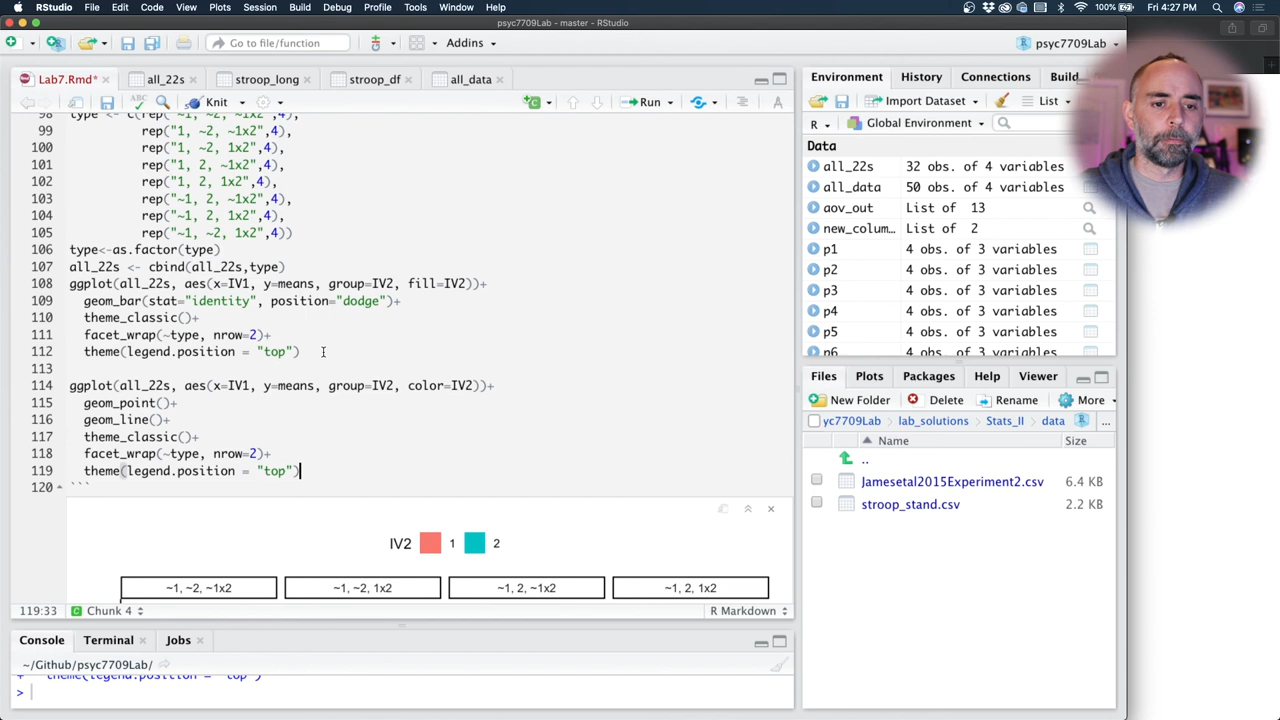 RStudio File Edit Code View Plots Session Build Debug Profile Tools Window Help 100% Fri 4:27 PM
psyc7709Lab - master - RStudio
Go to file/function Addins psyc7709Lab
Lab7.Rmd* all_22s stroop_long stroop_df all_data
Knit Run
99 rep("1, ~2, ~1x2",4),
100 rep("1, ~2, 1x2",4),
101 rep("1, 2, ~1x2",4),
102 rep("1, 2, 1x2",4),
103 rep("~1, 2, ~1x2",4),
104 rep("~1, 2, 1x2",4),
105 rep("~1, ~2, 1x2",4))
106 type<-as.factor(type)
107 all_22s <- cbind(all_22s,type)
108 ggplot(all_22s, aes(x=IV1, y=means, group=IV2, fill=IV2))+
109 geom_bar(stat="identity", position="dodge")+
110 theme_classic()+
111 facet_wrap(~type, nrow=2)+
112 theme(legend.position = "top")
113
114 ggplot(all_22s, aes(x=IV1, y=means, group=IV2, color=IV2))+
115 geom_point()+
116 geom_line()+
117 theme_classic()+
118 facet_wrap(~type, nrow=2)+
119 theme(legend.position = "top")
120 ```
IV2 1 2
~1, ~2, ~1x2 ~1, ~2, 1x2 ~1, 2, ~1x2 ~1, 2, 1x2
119:33 Chunk 4 R Markdown
Console Terminal Jobs
~/Github/psyc7709Lab/
+ theme(legend.position = "top")
>
Environment History Connections Build
Import Dataset List
R Global Environment
Data
all_22s 32 obs. of 4 variables
all_data 50 obs. of 4 variables
aov_out List of 13
new_colum… List of 2
p1 4 obs. of 3 variables
p2 4 obs. of 3 variables
p3 4 obs. of 3 variables
p4 4 obs. of 3 variables
p5 4 obs. of 3 variables
p6 4 obs. of 3 variables
Files Plots Packages Help Viewer
New Folder Delete Rename More
yc7709Lab lab_solutions Stats_II data ...
Name Size
..
Jamesetal2015Experiment2.csv 6.4 KB
stroop_stand.csv 2.2 KB